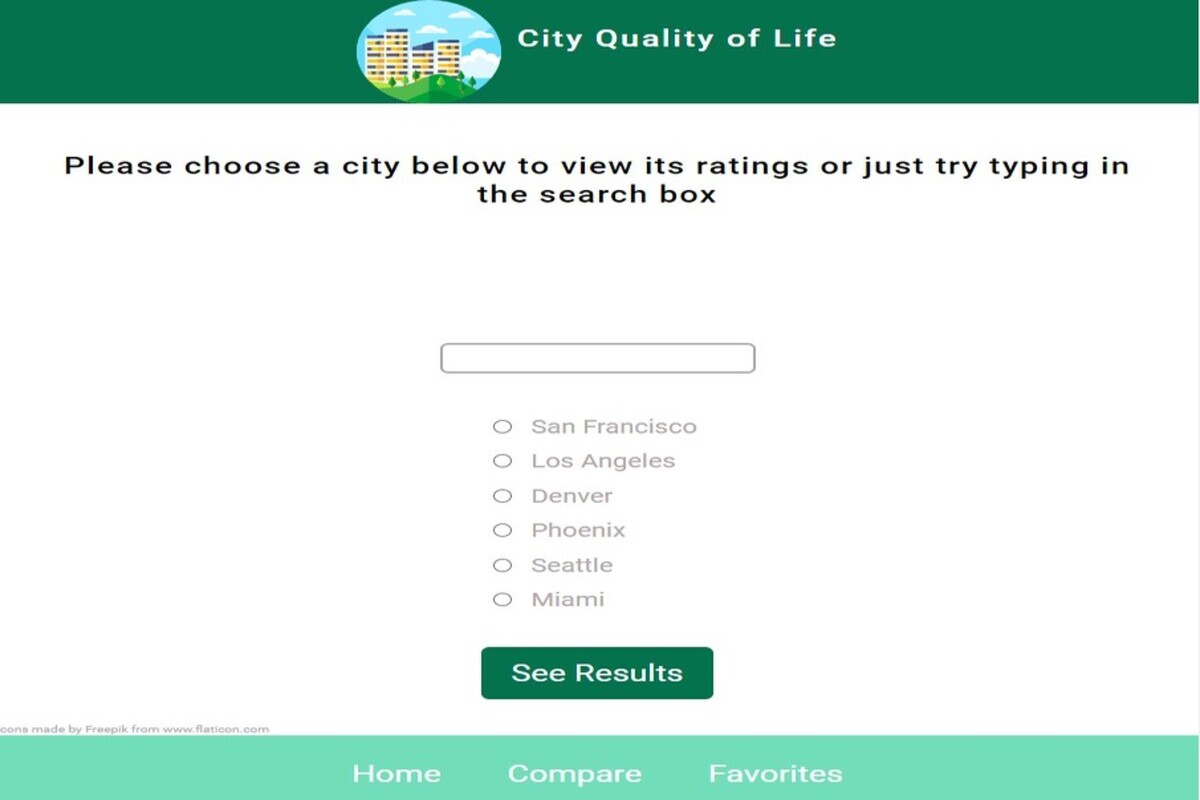 City Quality of Life
Please choose a city below to view its ratings or just try typing in
the search box
San Francisco
Los Angeles
Denver
Phoenix
Seattle
Miami
See Results
cons made by Freepik from www.flaticon.com
Home Compare Favorites